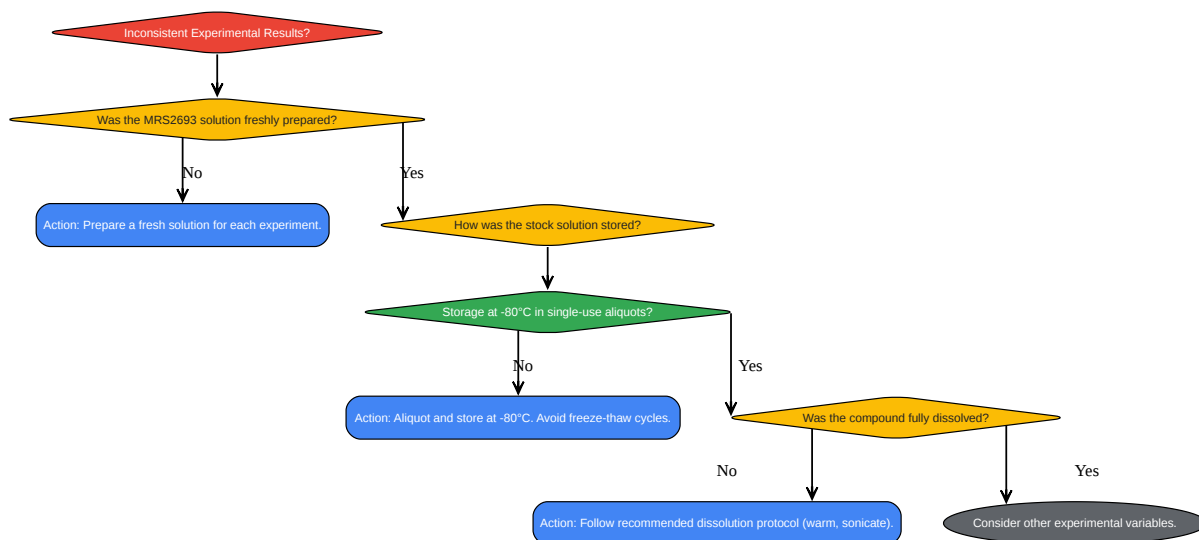 Inconsistent Experimental Results?
Was the MRS2693 solution freshly prepared?
No
Yes
Action: Prepare a fresh solution for each experiment.
How was the stock solution stored?
Storage at -80°C in single-use aliquots?
No
Yes
Action: Aliquot and store at -80°C. Avoid freeze-thaw cycles.
Was the compound fully dissolved?
No
Yes
Action: Follow recommended dissolution protocol (warm, sonicate).
Consider other experimental variables.